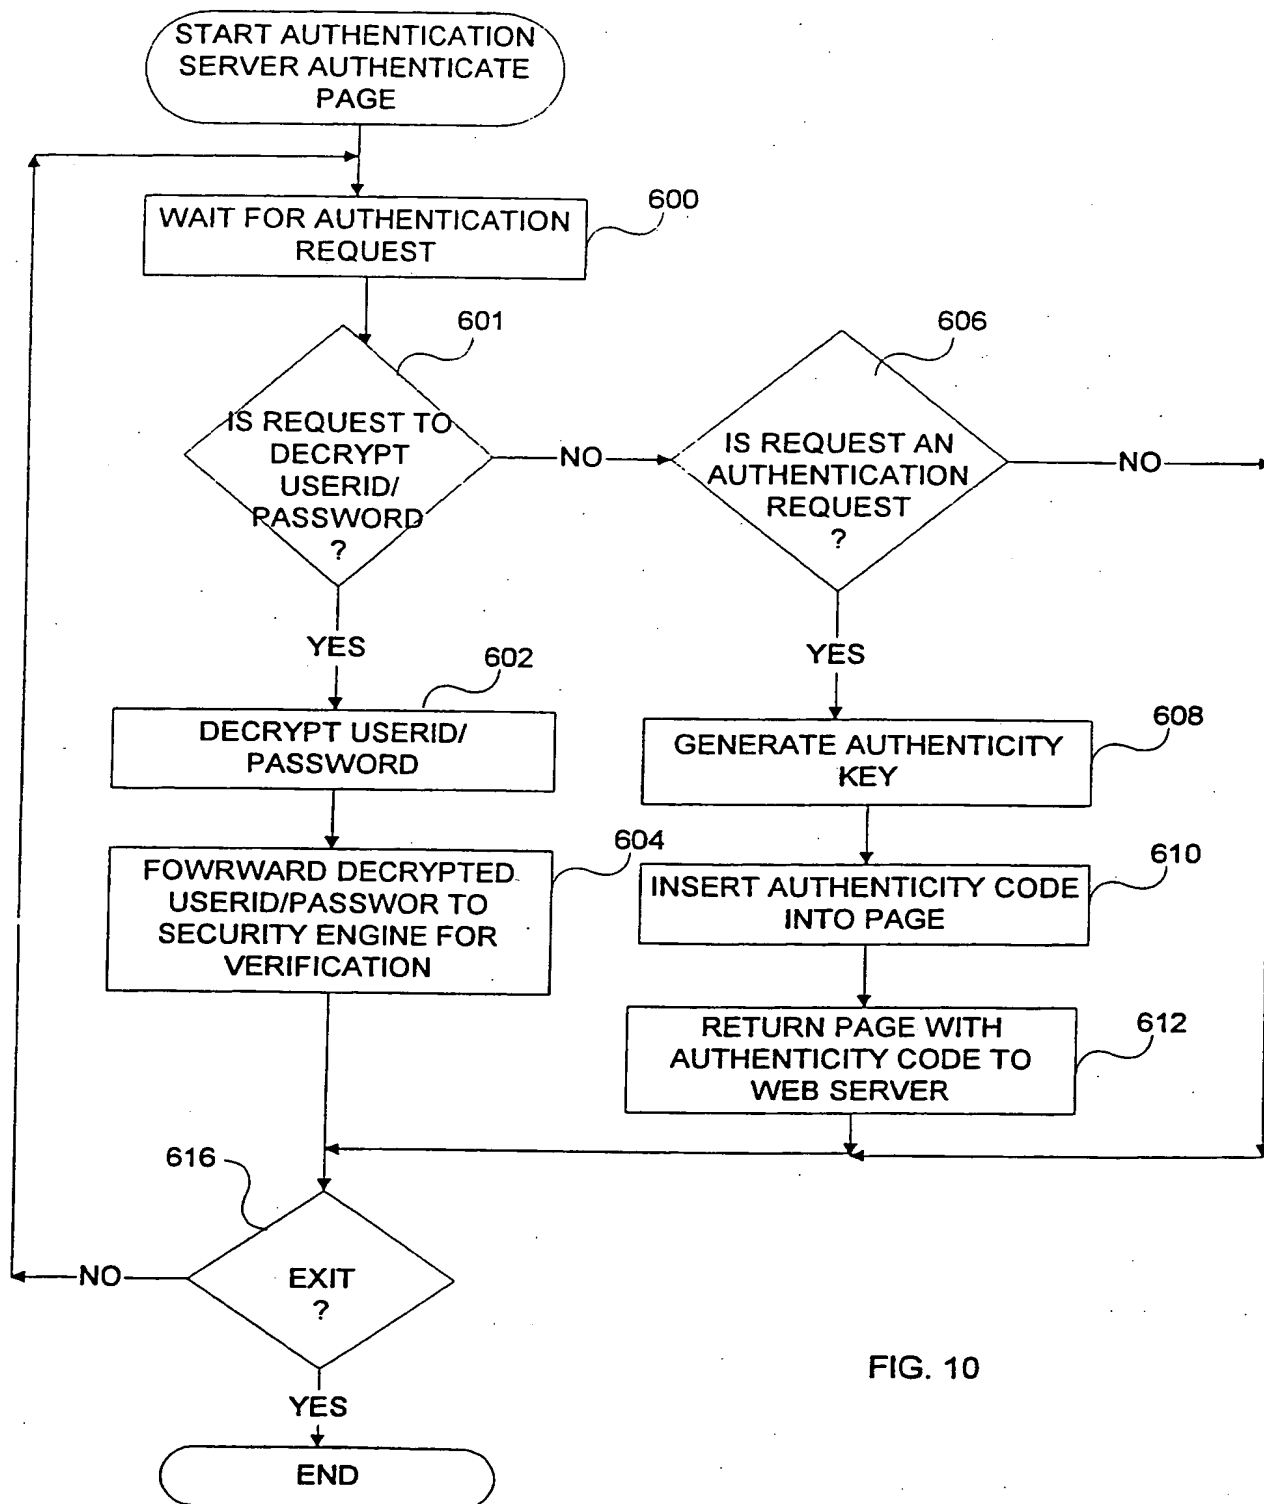 START AUTHENTICATION
SERVER AUTHENTICATE
PAGE
WAIT FOR AUTHENTICATION
REQUEST
600
601
IS REQUEST TO
DECRYPT
USERID/
PASSWORD
?
NO
606
IS REQUEST AN
AUTHENTICATION
REQUEST
?
NO
YES
YES
602
DECRYPT USERID/
PASSWORD
608
GENERATE AUTHENTICITY
KEY
604
FOWRWARD DECRYPTED
USERID/PASSWOR TO
SECURITY ENGINE FOR
VERIFICATION
610
INSERT AUTHENTICITY CODE
INTO PAGE
612
RETURN PAGE WITH
AUTHENTICITY CODE TO
WEB SERVER
616
EXIT
?
NO
YES
END
FIG. 10